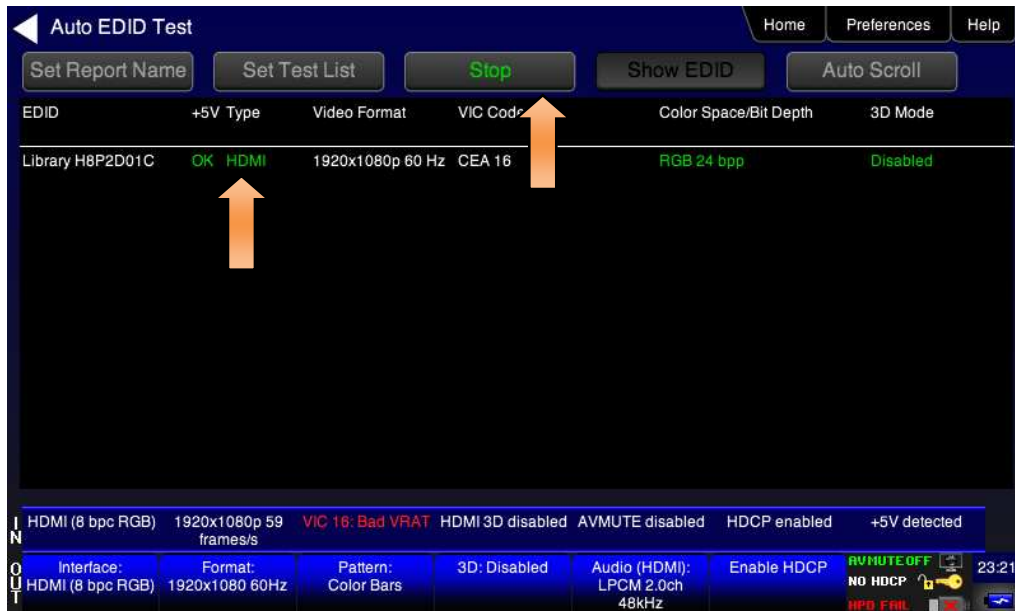 Auto EDID Test
Home
Preferences
Help
Set Report Name
Set Test List
Stop
Show EDID
Auto Scroll
EDID
+5V
Type
Video Format
VIC Code
Color Space/Bit Depth
3D Mode
Library H8P2D01C
OK
HDMI
1920x1080p 60 Hz
CEA 16
RGB 24 bpp
Disabled
IN
HDMI (8 bpc RGB)
1920x1080p 59
frames/s
VIC 16: Bad VRAT
HDMI 3D disabled
AVMUTE disabled
HDCP enabled
+5V detected
OUT
Interface:
HDMI (8 bpc RGB)
Format:
1920x1080 60Hz
Pattern:
Color Bars
3D: Disabled
Audio (HDMI):
LPCM 2.0ch
48kHz
Enable HDCP
AVMUTEOFF
NO HDCP
HPD FAIL
23:21